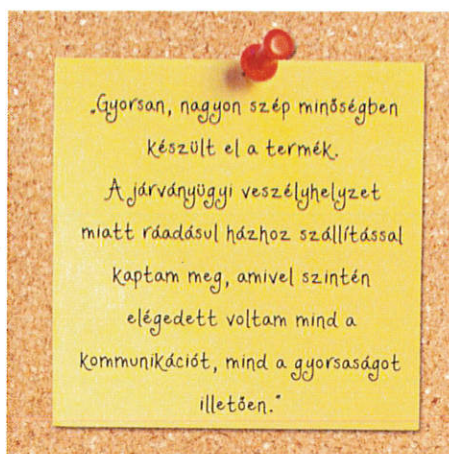 „Gyorsan, nagyon szép minőségben
készült el a termék.
A járványügyi veszélyhelyzet
miatt ráadásul házhoz szállítással
kaptam meg, amivel szintén
elégedett voltam mind a
kommunikációt, mind a gyorsaságot
illetően."